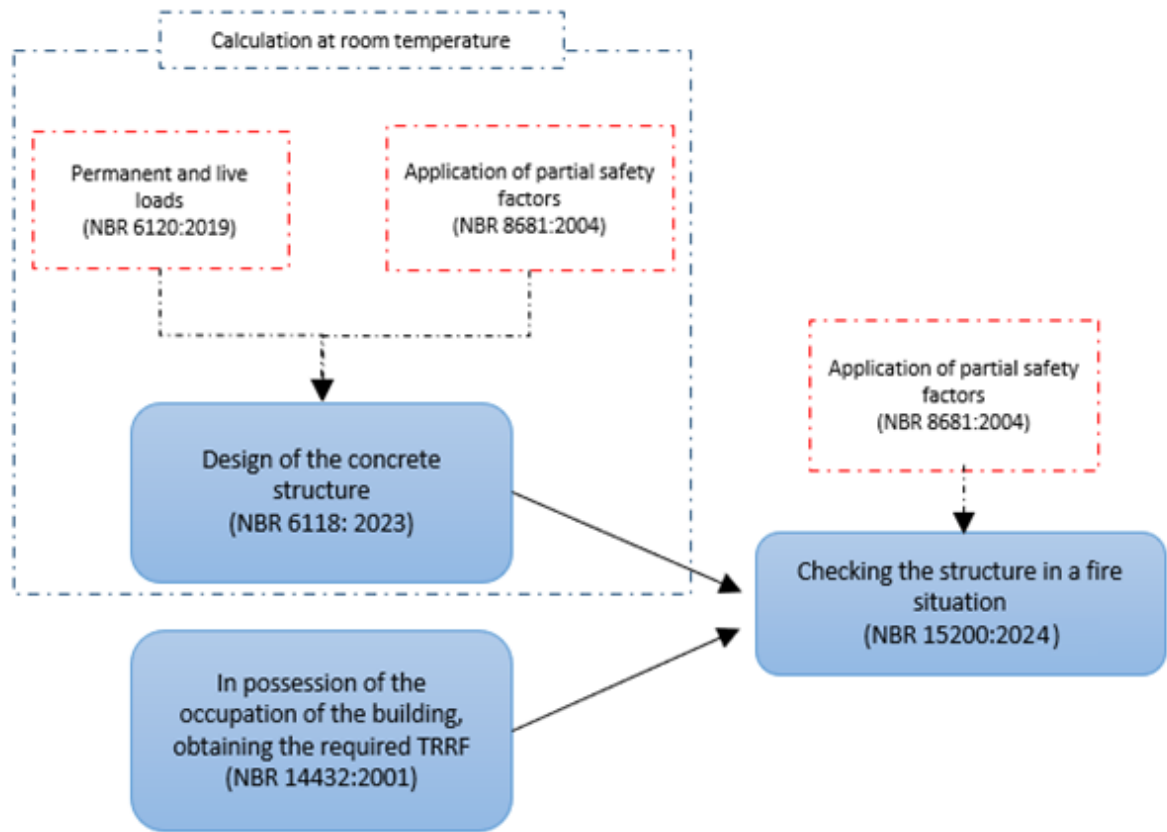 Calculation at room temperature
Permanent and live
loads
(NBR 6120:2019)
Application of partial safety
factors
(NBR 8681:2004)
Application of partial safety
factors
(NBR 8681:2004)
Design of the concrete
structure
(NBR 6118: 2023)
Checking the structure in a fire
situation
(NBR 15200:2024)
In possession of the
occupation of the building,
obtaining the required TRRF
(NBR 14432:2001)